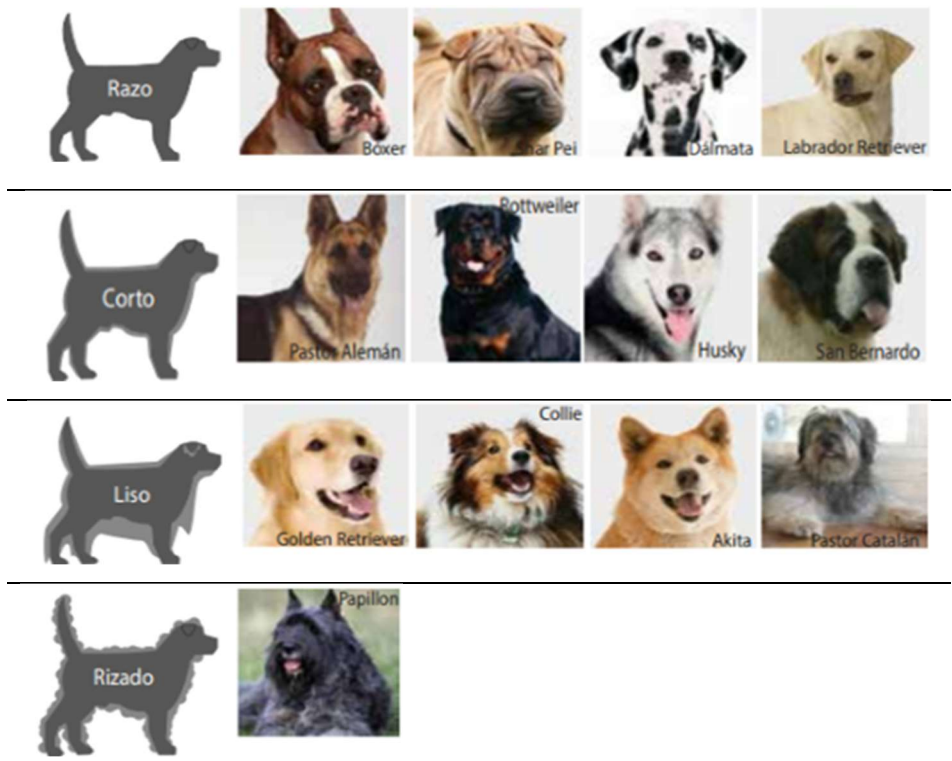 Razo
Boxer
Shar Pei
Dálmata
Labrador Retriever
Corto
Pastor Alemán
Rottweiler
Husky
San Bernardo
Liso
Golden Retriever
Collie
Akita
Pastor Catalán
Rizado
Papillon